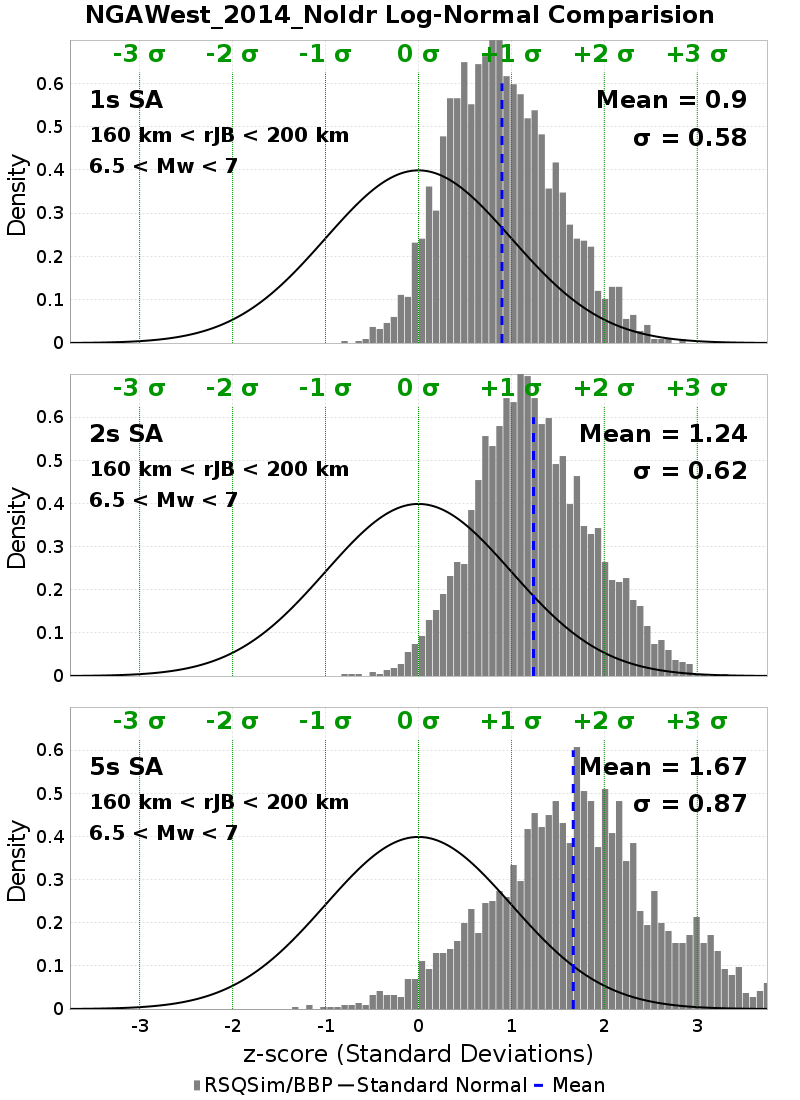 NGAWest_2014_NoIdr Log-Normal Comparision
-3 σ -2 σ -1 σ 0 σ +1 σ +2 σ +3 σ
1s SA
Mean = 0.9
160 km < rJB < 200 km
σ = 0.58
6.5 < Mw < 7
Density
0.6
0.5
0.4
0.3
0.2
0.1
0
-3 σ -2 σ -1 σ 0 σ +1 σ +2 σ +3 σ
2s SA
Mean = 1.24
160 km < rJB < 200 km
σ = 0.62
6.5 < Mw < 7
Density
0.6
0.5
0.4
0.3
0.2
0.1
0
-3 σ -2 σ -1 σ 0 σ +1 σ +2 σ +3 σ
5s SA
Mean = 1.67
160 km < rJB < 200 km
σ = 0.87
6.5 < Mw < 7
Density
0.6
0.5
0.4
0.3
0.2
0.1
0
-3 -2 -1 0 1 2 3
z-score (Standard Deviations)
RSQSim/BBP Standard Normal Mean